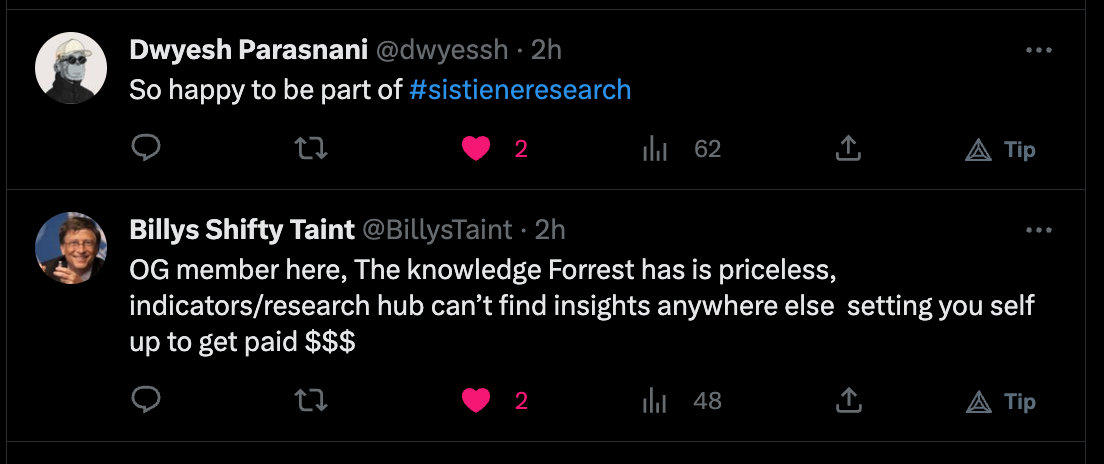 Dwyesh Parasnani @dwyessh · 2h
So happy to be part of #sistieneresearch
2 62 Tip
Billys Shifty Taint @BillysTaint · 2h
OG member here, The knowledge Forrest has is priceless,
indicators/research hub can’t find insights anywhere else  setting you self
up to get paid $$$
2 48 Tip